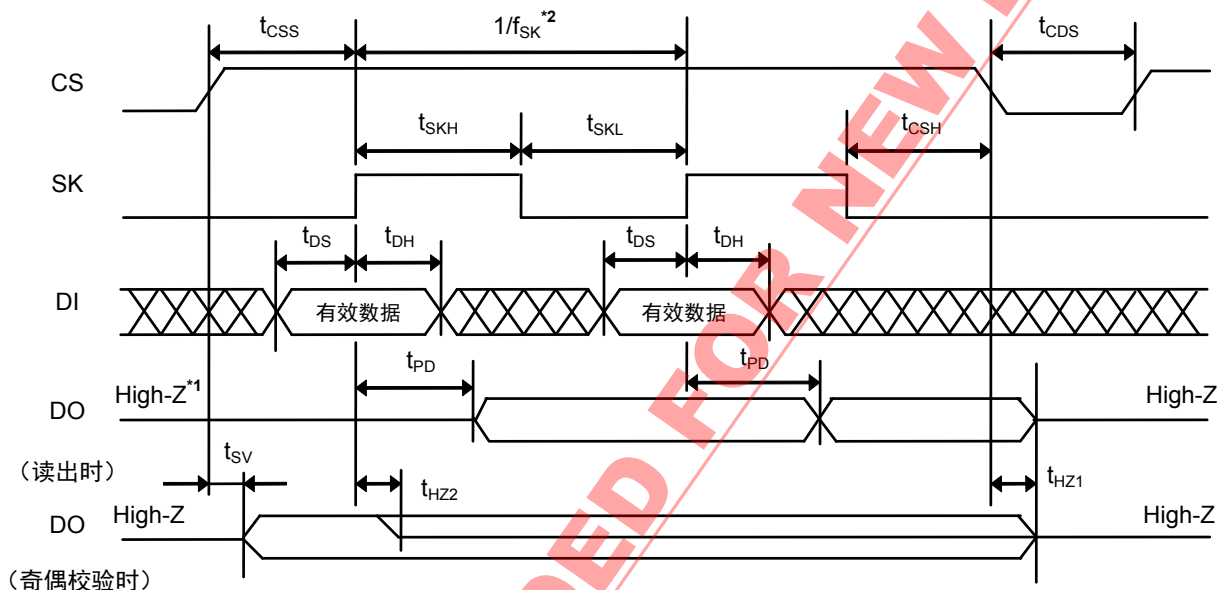 tCSS 1/fSK*2 tCDS
CS
tSKH tSKL tCSH
SK
tDS tDH tDS tDH
DI 有效数据 有效数据
tPD tPD
High-Z*1 High-Z
DO
(读出时) tSV tHZ2 tHZ1
High-Z High-Z
DO
(奇偶校验时)
ED FOR NEW